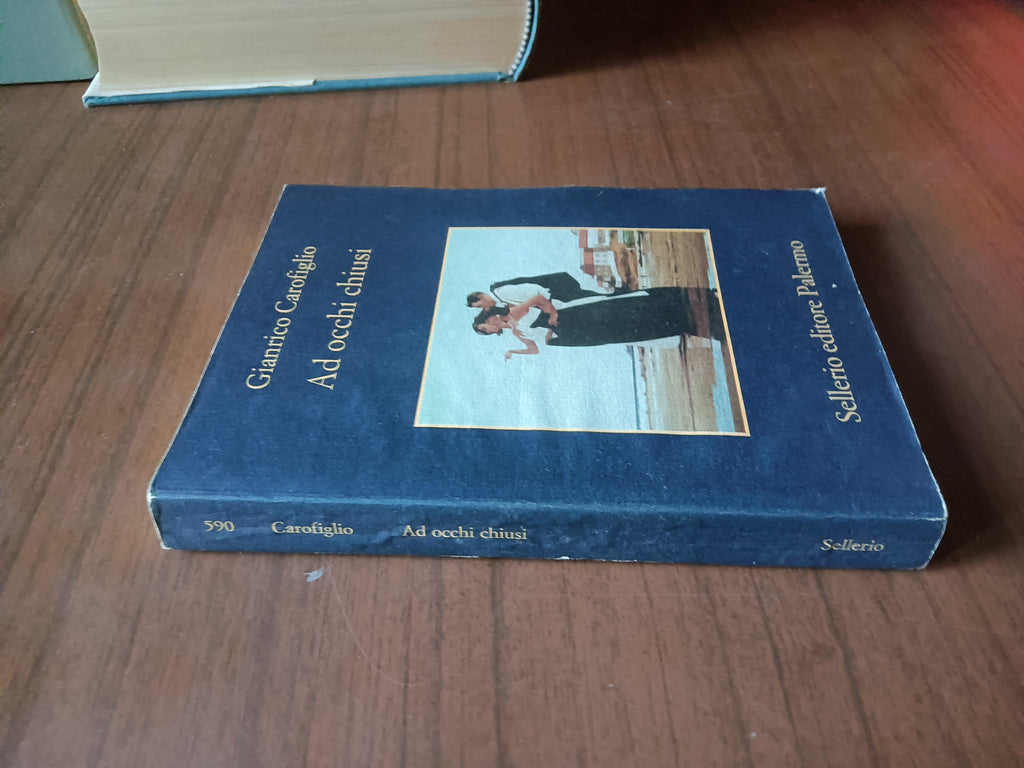 Gianrico Carofiglio
Ad occhi chiusi
Sellerio editore Palermo
590 Carofiglio Ad occhi chiusi Sellerio